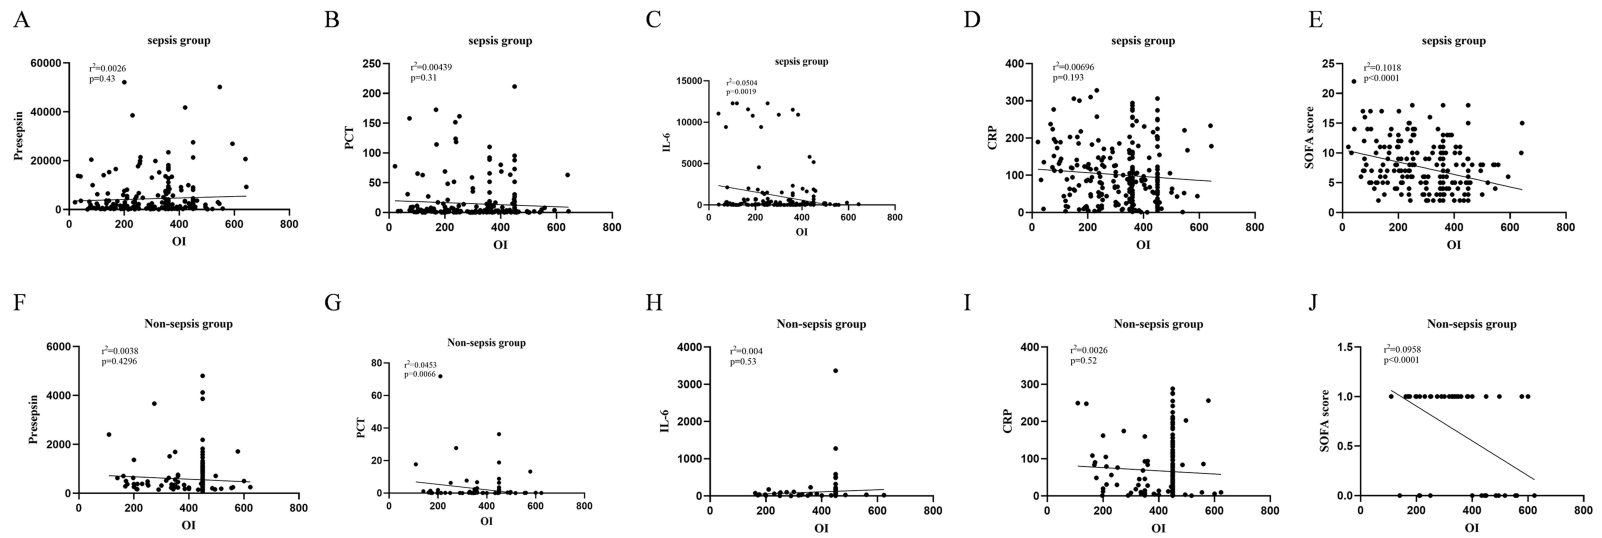 A
sepsis group
r²=0.0026
p=0.43
Presepsin
60000
40000
20000
0
0 200 400 600 800
OI
B
sepsis group
r²=0.00439
p=0.31
PCT
250
200
150
100
50
0
0 200 400 600 800
OI
C
sepsis group
r²=0.0504
p=0.0019
IL-6
15000
10000
5000
0
0 200 400 600 800
OI
D
sepsis group
r²=0.00696
p=0.193
CRP
400
300
200
100
0
0 200 400 600 800
OI
E
sepsis group
r²=0.1018
p<0.0001
SOFA score
25
20
15
10
5
0
0 200 400 600 800
OI
F
Non-sepsis group
r²=0.0038
p=0.4296
Presepsin
6000
4000
2000
0
0 200 400 600 800
OI
G
Non-sepsis group
r²=0.0453
p=0.0066
PCT
80
60
40
20
0
0 200 400 600 800
OI
H
Non-sepsis group
r²=0.004
p=0.53
IL-6
4000
3000
2000
1000
0
0 200 400 600 800
OI
I
Non-sepsis group
r²=0.0026
p=0.52
CRP
400
300
200
100
0
0 200 400 600 800
OI
J
Non-sepsis group
r²=0.0958
p<0.0001
SOFA score
1.5
1.0
0.5
0.0
0 200 400 600 800
OI